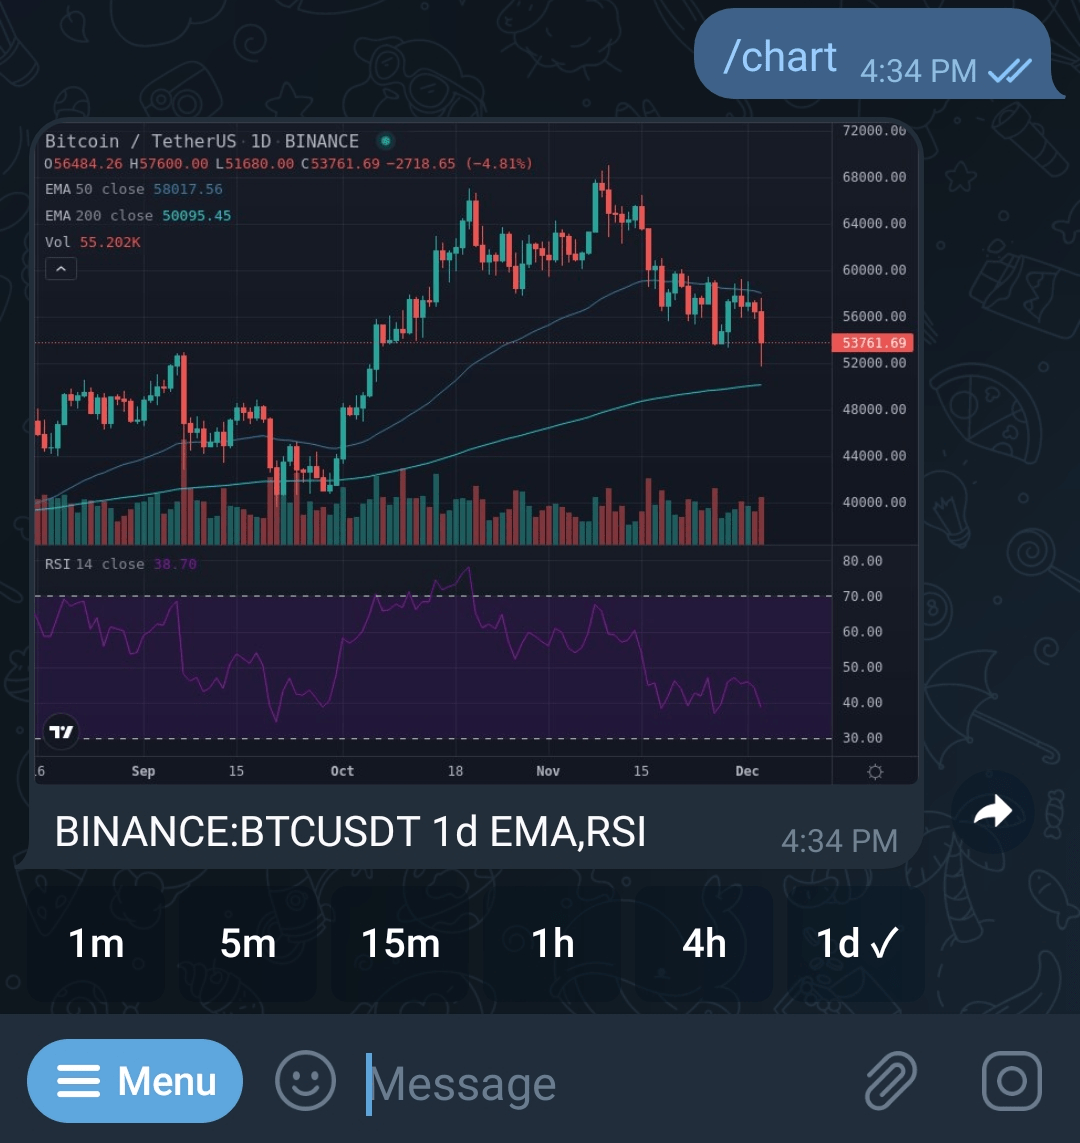 /chart 4:34 PM
72000.00
Bitcoin / TetherUS 1D BINANCE
O56484.26 H57600.00 L51680.00 C53761.69 −2718.65 (−4.81%)
68000.00
EMA 50 close 58017.56
EMA 200 close 50095.45
64000.00
Vol 55.202K
60000.00
56000.00
53761.69
52000.00
48000.00
44000.00
40000.00
RSI 14 close 38.70
80.00
70.00
60.00
50.00
40.00
30.00
6 Sep 15 Oct 18 Nov 15 Dec
BINANCE:BTCUSDT 1d EMA,RSI
4:34 PM
1m 5m 15m 1h 4h 1d ✓
Menu Message